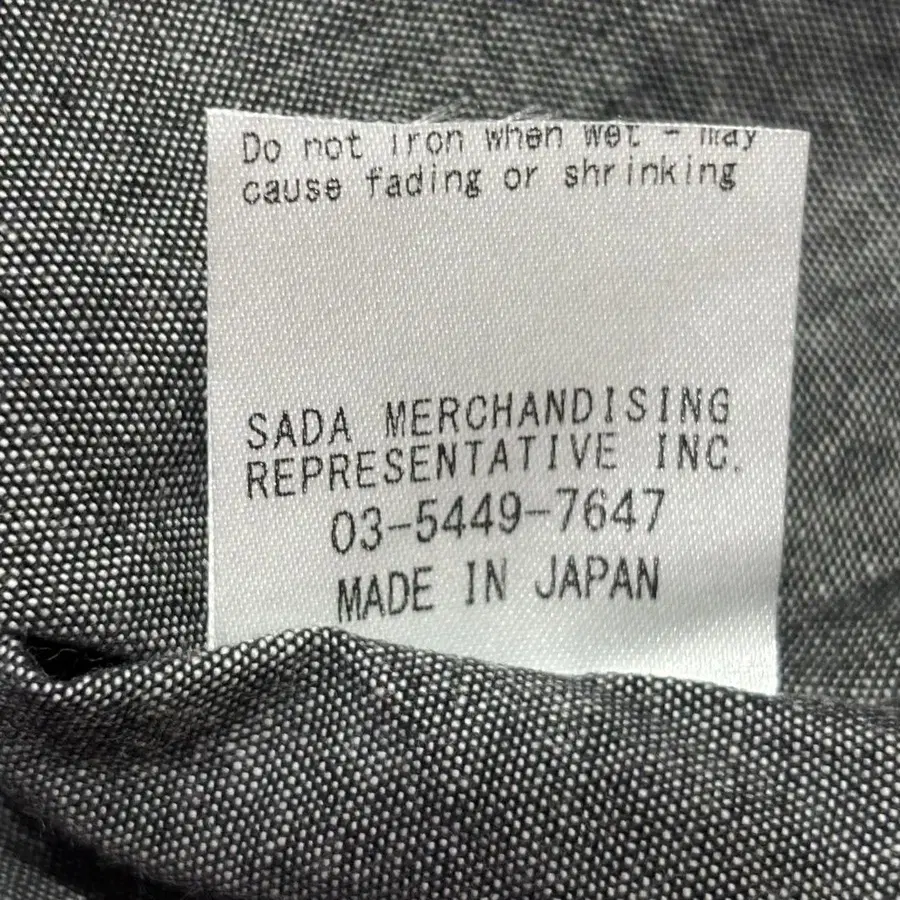 Do not iron when wet - may
cause fading or shrinking
SADA MERCHANDISING
REPRESENTATIVE INC.
03-5449-7647
MADE IN JAPAN